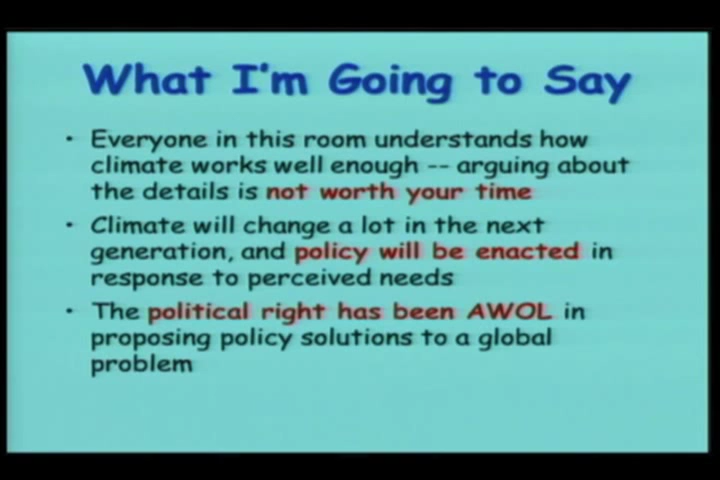 What I'm Going to Say
• Everyone in this room understands how
climate works well enough -- arguing about
the details is not worth your time
• Climate will change a lot in the next
generation, and policy will be enacted in
response to perceived needs
• The political right has been AWOL in
proposing policy solutions to a global
problem